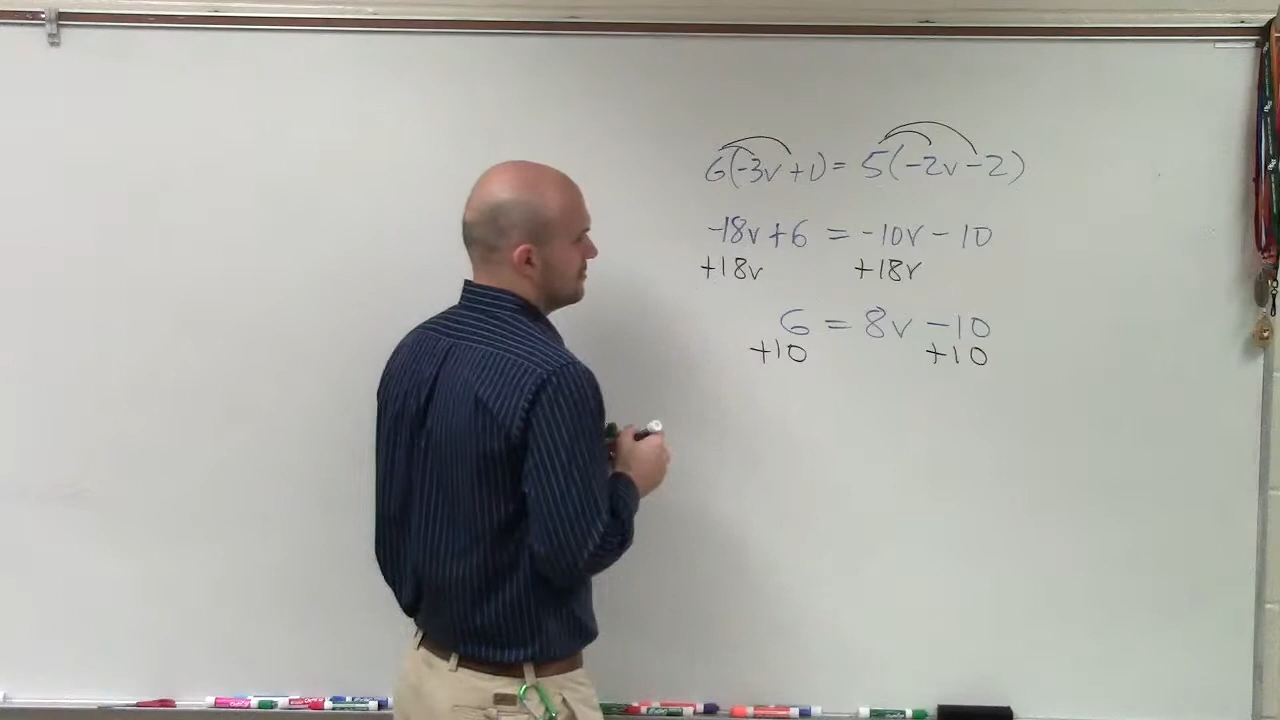 6(-3v+1) = 5(-2v-2)
-18v+6 = -10v-10
+18v +18v
6 = 8v -10
+10 +10